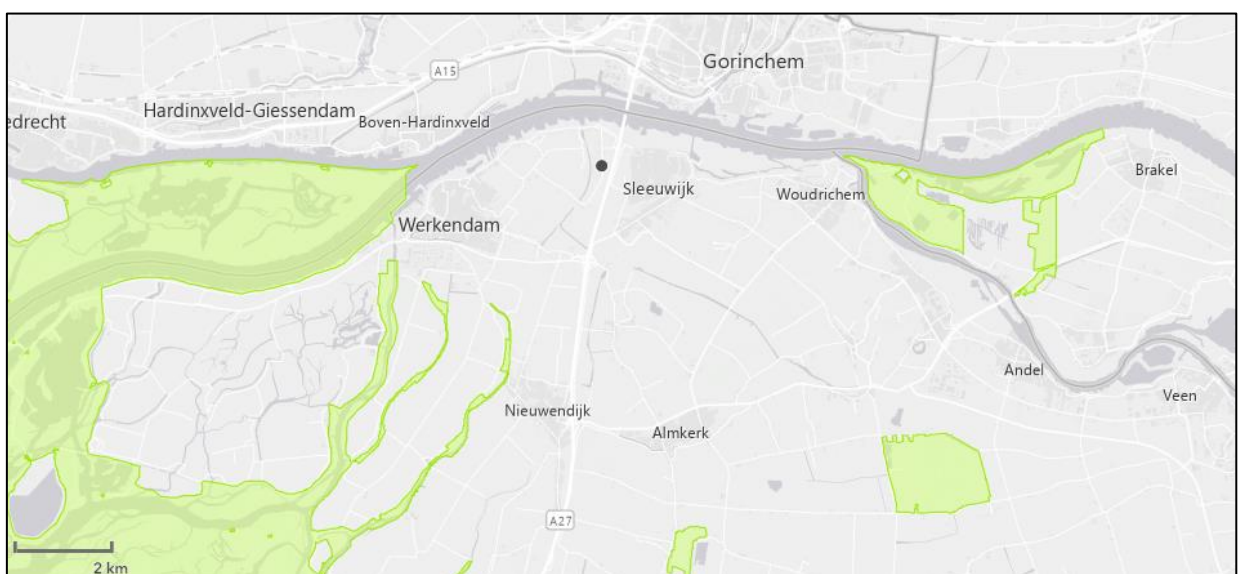 Gorinchem
A15
Hardinxveld-Giessendam
Boven-Hardinxveld
edrecht
Brakel
Sleeuwijk
Woudrichem
Werkendam
Andel
Veen
Nieuwendijk
Almkerk
A27
2 km